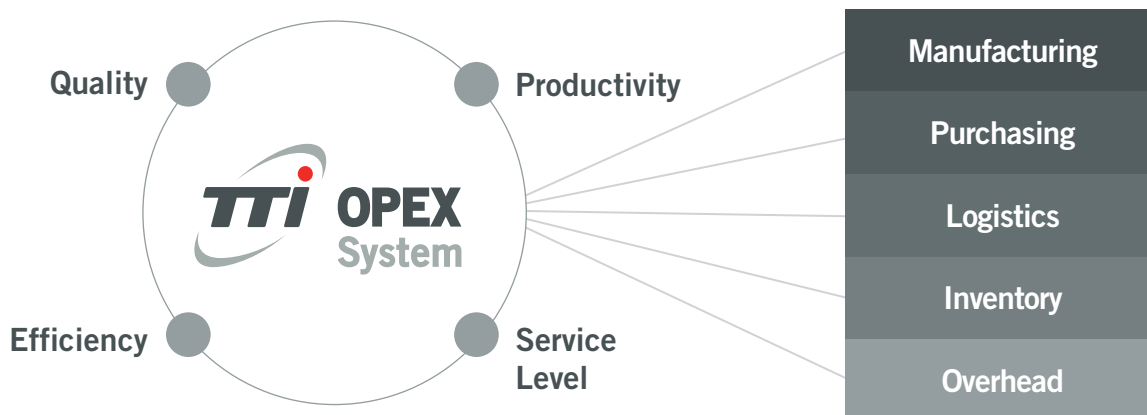 Quality
Productivity
TTI OPEX
System
Efficiency
Service
Level
Manufacturing
Purchasing
Logistics
Inventory
Overhead